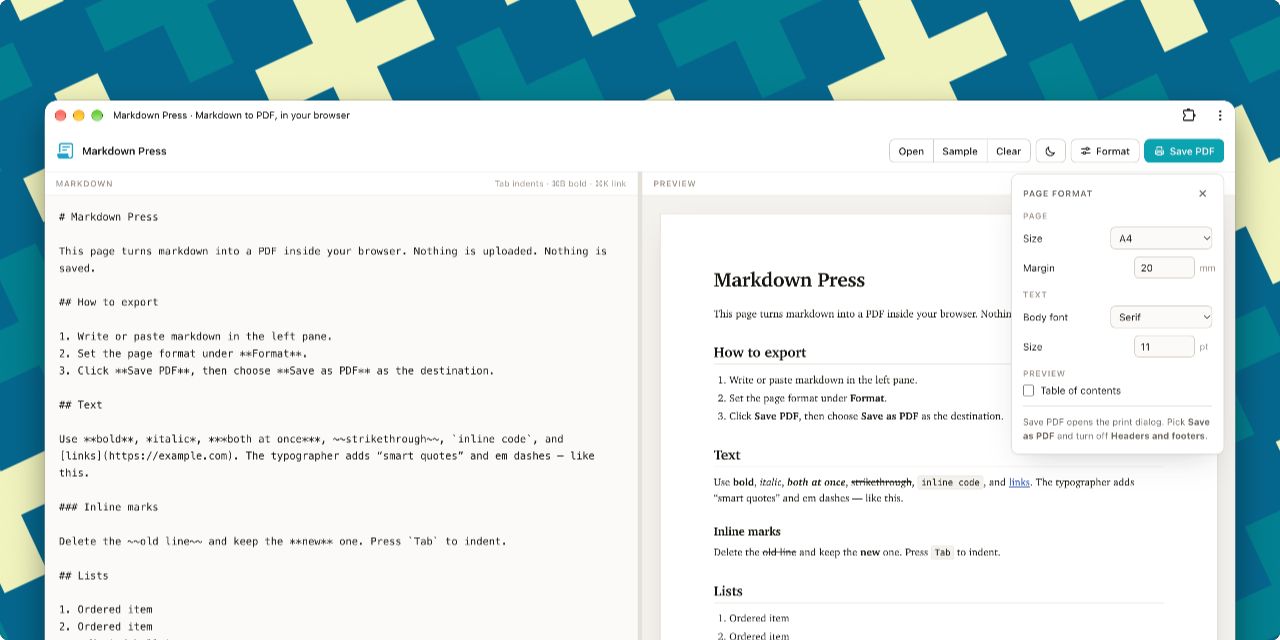 Markdown Press · Markdown to PDF, in your browser
Markdown Press
Open
Sample
Clear
Format
Save PDF
MARKDOWN
Tab indents · ⌘B bold · ⌘K link
# Markdown Press
This page turns markdown into a PDF inside your browser. Nothing is uploaded. Nothing is
saved.
## How to export
1. Write or paste markdown in the left pane.
2. Set the page format under **Format**.
3. Click **Save PDF**, then choose **Save as PDF** as the destination.
## Text
Use **bold**, *italic*, ***both at once***, ~~strikethrough~~, `inline code`, and
[links](https://example.com). The typographer adds “smart quotes” and em dashes — like
this.
### Inline marks
Delete the ~~old line~~ and keep the **new** one. Press `Tab` to indent.
## Lists
1. Ordered item
2. Ordered item
PREVIEW
Markdown Press
This page turns markdown into a PDF inside your browser.
How to export
1. Write or paste markdown in the left pane.
2. Set the page format under Format.
3. Click Save PDF, then choose Save as PDF as the destination.
Text
Use bold, italic, both at once, strikethrough, inline code, and links. The typographer adds
“smart quotes” and em dashes — like this.
Inline marks
Delete the old line and keep the new one. Press Tab to indent.
Lists
1. Ordered item
2. Ordered item
PAGE FORMAT
PAGE
Size A4
Margin 20 mm
TEXT
Body font Serif
Size 11 pt
PREVIEW
Table of contents
Save PDF opens the print dialog. Pick Save
as PDF and turn off Headers and footers.